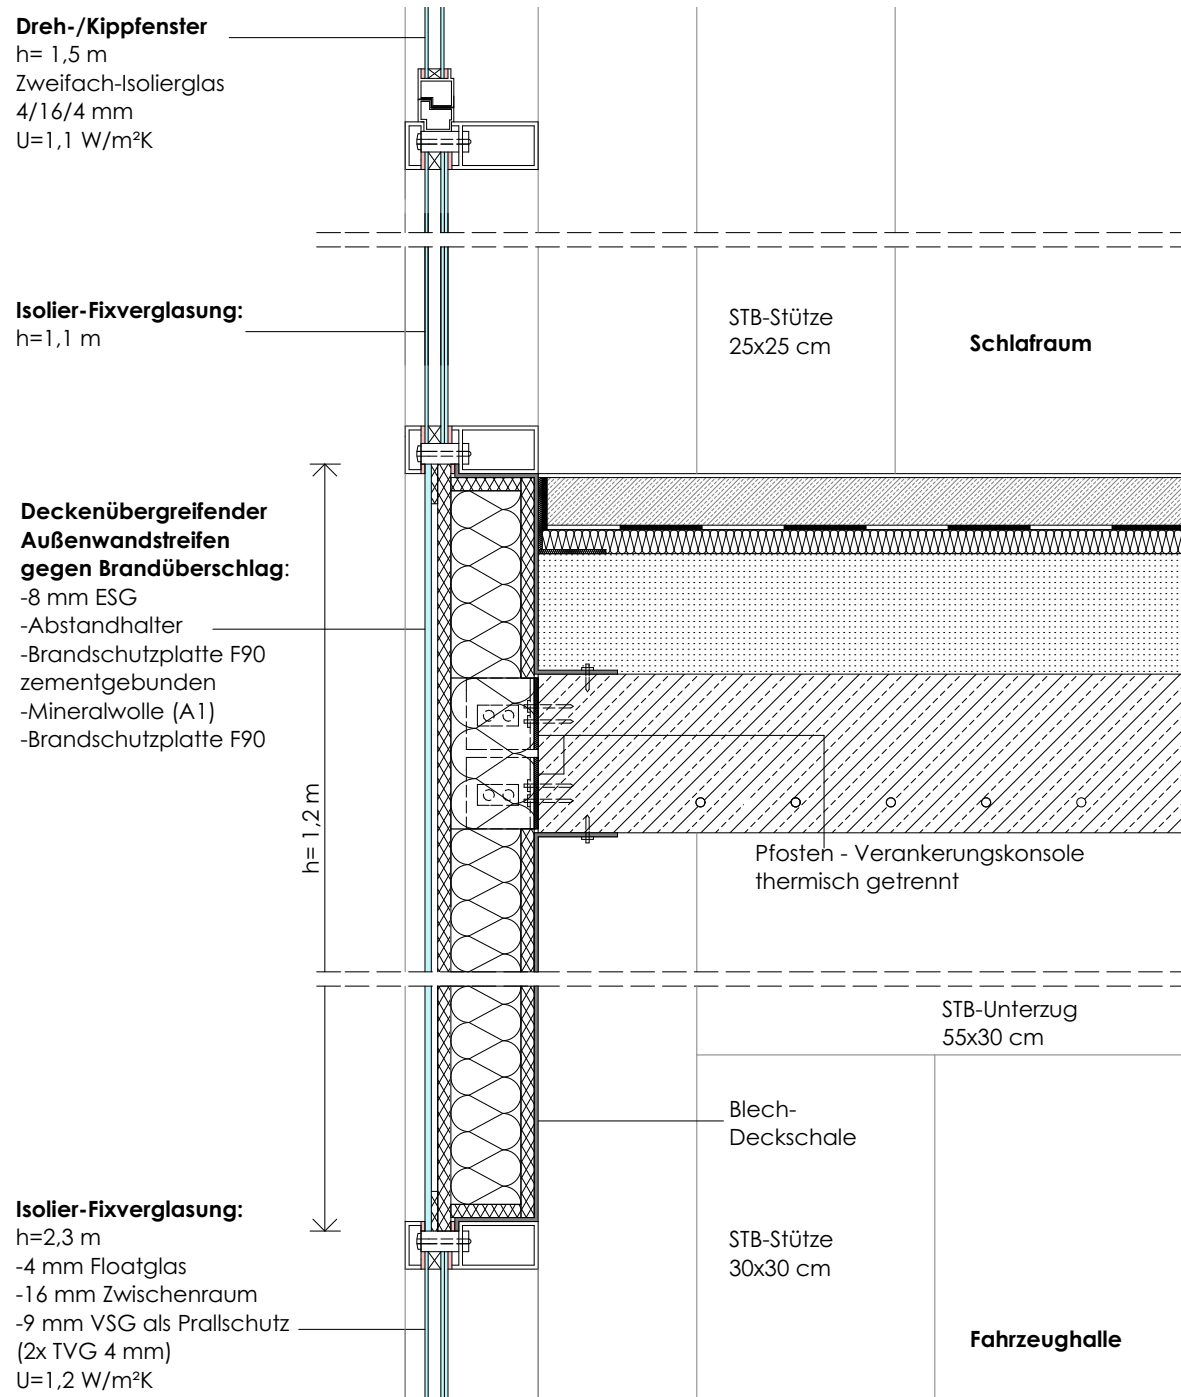 Dreh-/Kippfenster
h= 1,5 m
Zweifach-Isolierglas
4/16/4 mm
U=1,1 W/m²K
Isolier-Fixverglasung:
h=1,1 m
STB-Stütze
25x25 cm
Schlafraum
Deckenübergreifender
Außenwandstreifen
gegen Brandüberschlag:
-8 mm ESG
-Abstandhalter
-Brandschutzplatte F90
zementgebunden
-Mineralwolle (A1)
-Brandschutzplatte F90
h= 1,2 m
Pfosten - Verankerungskonsole
thermisch getrennt
STB-Unterzug
55x30 cm
Blech-
Deckschale
Isolier-Fixverglasung:
h=2,3 m
-4 mm Floatglas
-16 mm Zwischenraum
-9 mm VSG als Prallschutz
(2x TVG 4 mm)
U=1,2 W/m²K
STB-Stütze
30x30 cm
Fahrzeughalle